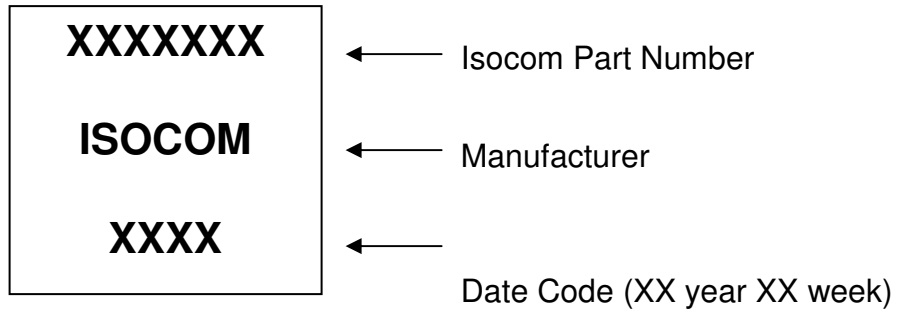 XXXXXXX
Isocom Part Number
ISOCOM
Manufacturer
XXXX
Date Code (XX year XX week)